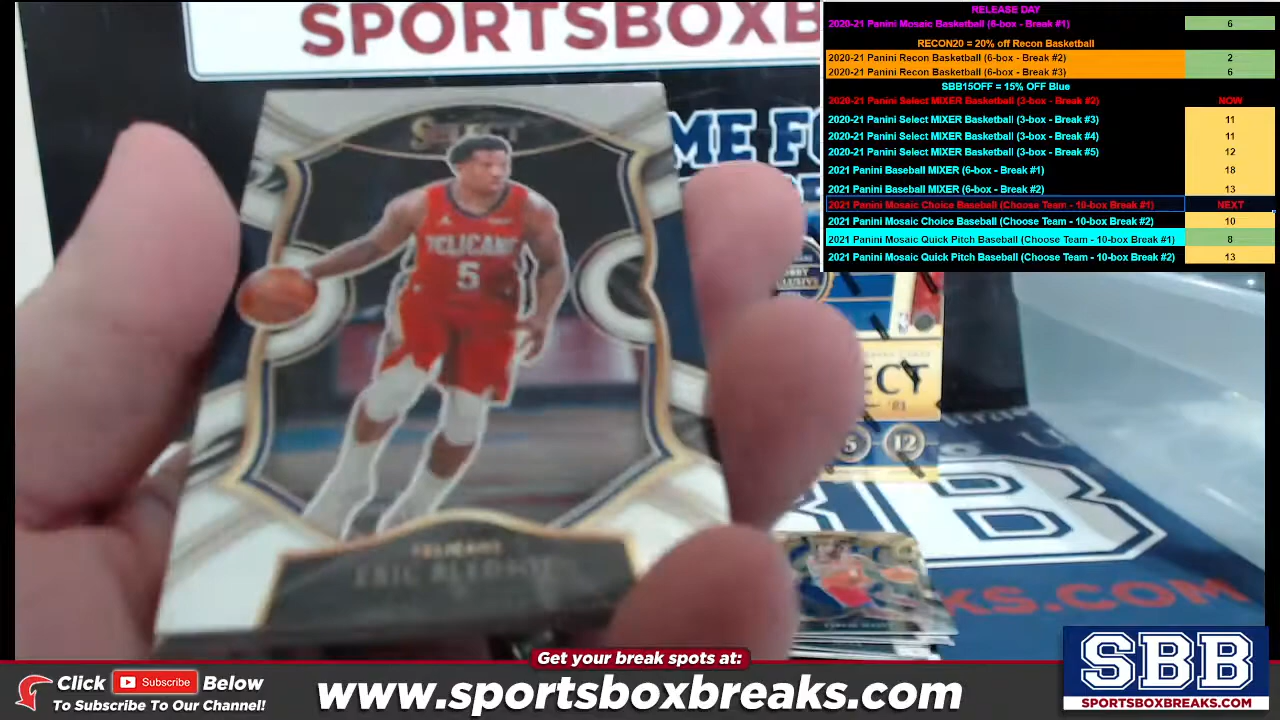 SPORTSBOXB
RELEASE DAY
2020-21 Panini Mosaic Basketball (6-box - Break #1) 6
RECON20 = 20% off Recon Basketball
2020-21 Panini Recon Basketball (6-box - Break #2) 2
2020-21 Panini Recon Basketball (6-box - Break #3) 6
SBB15OFF = 15% OFF Blue
2020-21 Panini Select MIXER Basketball (3-box - Break #2) NOW
2020-21 Panini Select MIXER Basketball (3-box - Break #3) 11
2020-21 Panini Select MIXER Basketball (3-box - Break #4) 11
2020-21 Panini Select MIXER Basketball (3-box - Break #5) 12
2021 Panini Baseball MIXER (6-box - Break #1) 18
2021 Panini Baseball MIXER (6-box - Break #2) 13
2021 Panini Mosaic Choice Baseball (Choose Team - 10-box Break #1) NEXT
2021 Panini Mosaic Choice Baseball (Choose Team - 10-box Break #2) 10
2021 Panini Mosaic Quick Pitch Baseball (Choose Team - 10-box Break #1) 8
2021 Panini Mosaic Quick Pitch Baseball (Choose Team - 10-box Break #2) 13
SELECT
ME FO
PELICANS
5
ECT
5 12
B
KS.COM
PELICANS
ERIC BLEDSOE
Get your break spots at:
Click Subscribe Below
To Subscribe To Our Channel!
www.sportsboxbreaks.com
SBB
SPORTSBOXBREAKS.COM